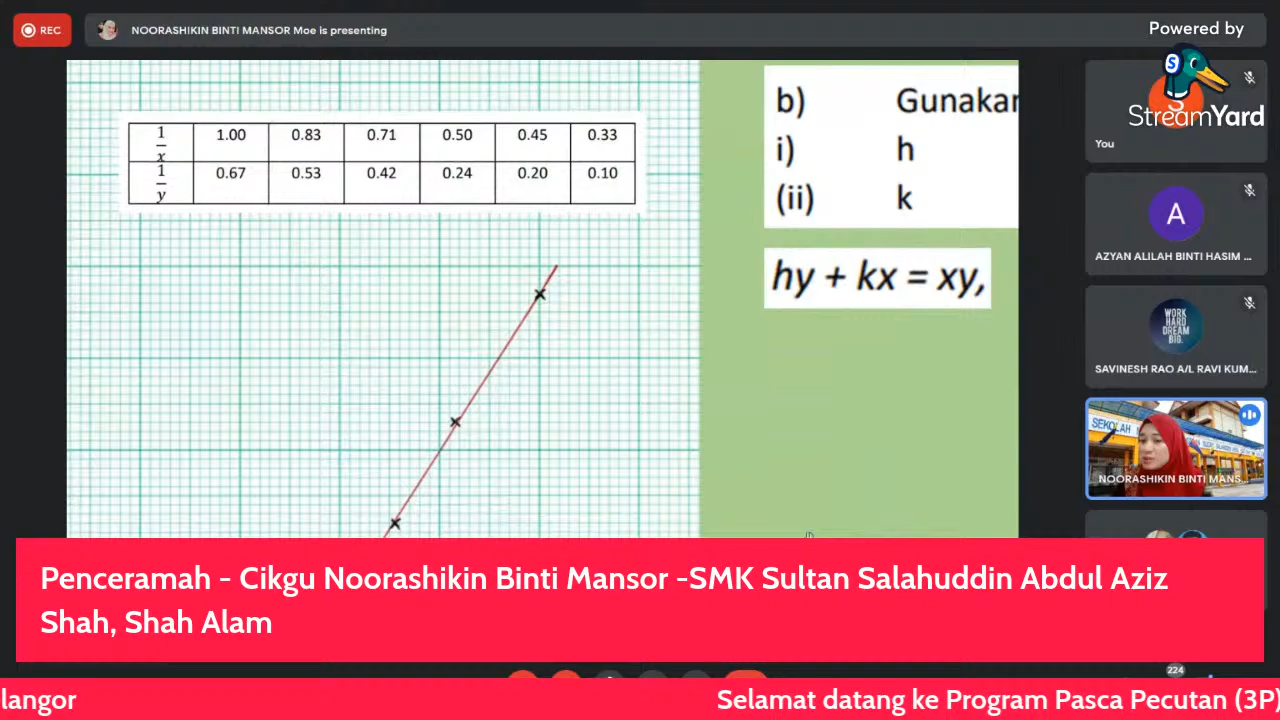 REC
NOORASHIKIN BINTI MANSOR Moe is presenting
Powered by
S
StreamYard
You
1/x 1.00 0.83 0.71 0.50 0.45 0.33
1/y 0.67 0.53 0.42 0.24 0.20 0.10
b) Gunakan
i) h
(ii) k
hy + kx = xy,
A
AZYAN ALILAH BINTI HASIM ...
WORK
HARD
DREAM
BIG.
SAVINESH RAO A/L RAVI KUM...
SEKOLAH
NOORASHIKIN BINTI MANS...
Penceramah - Cikgu Noorashikin Binti Mansor -SMK Sultan Salahuddin Abdul Aziz
Shah, Shah Alam
224
langor
Selamat datang ke Program Pasca Pecutan (3P)